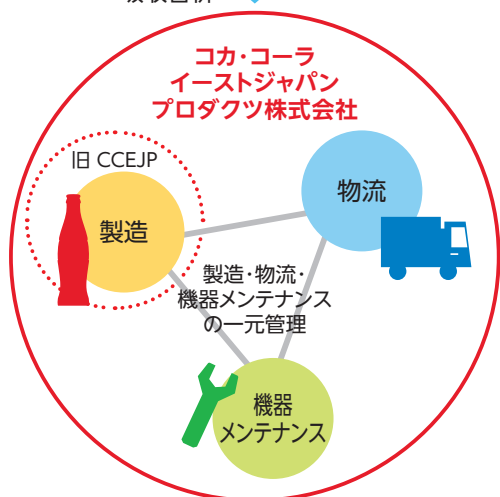 コカ・コーラ
イーストジャパン
プロダクツ株式会社
旧 CCEJP
製造
物流
製造・物流・
機器メンテナンス
の一元管理
機器
メンテナンス